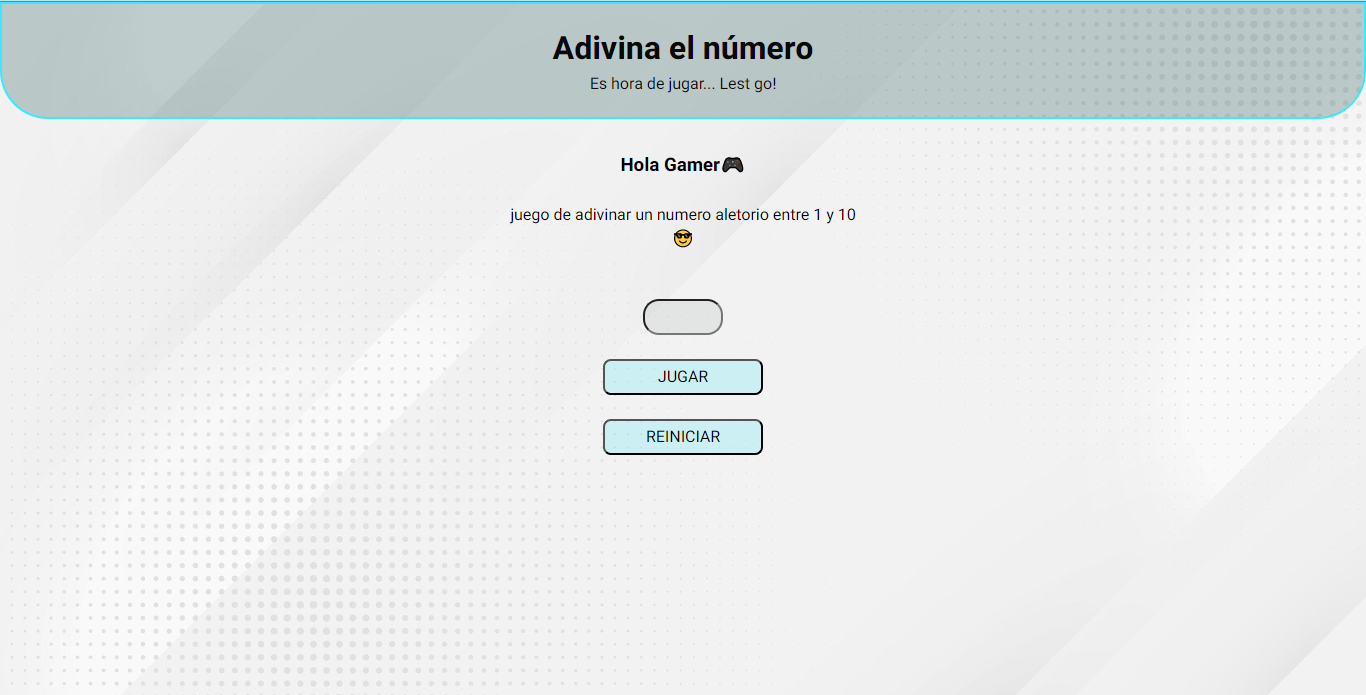 Adivina el número
Es hora de jugar... Lest go!
Hola Gamer🎮
juego de adivinar un numero aletorio entre 1 y 10
😎
JUGAR
REINICIAR